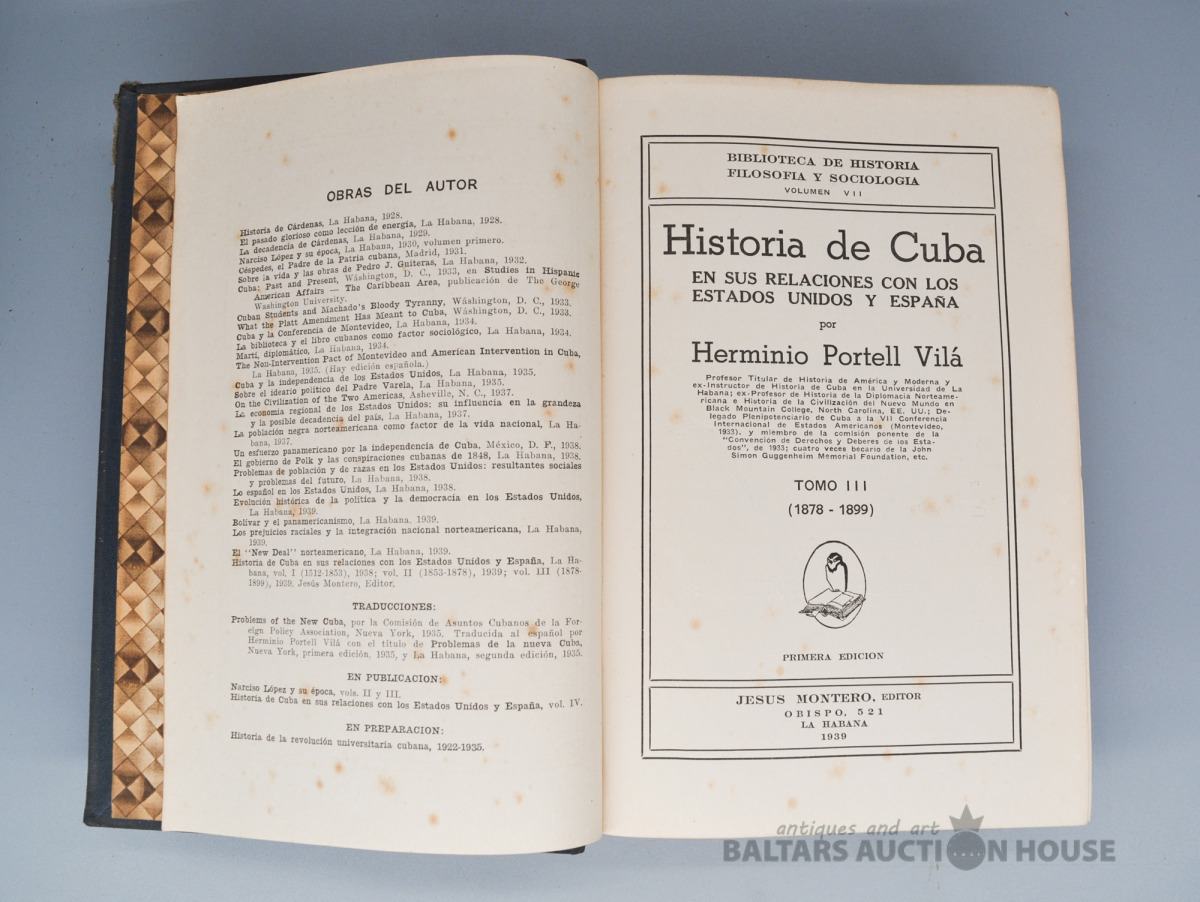 OBRAS DEL AUTOR
Historia de Cárdenas, La Habana, 1928.
El pasado glorioso como lección de energía, La Habana, 1928.
La decadencia de Cárdenas, La Habana, 1929.
Narciso López y su época, La Habana, 1930, volumen primero.
Céspedes, el Padre de la Patria cubana, Madrid, 1931.
Sobre la vida y las obras de Pedro J. Guiteras, La Habana, 1932.
Cuba: Past and Present, Wáshington, D. C., 1933, en Studies in Hispanic
American Affairs — The Caribbean Area, publicación de The George
Washington University.
Cuban Students and Machado's Bloody Tyranny, Wáshington, D. C., 1933.
What the Platt Amendment Has Meant to Cuba, Wáshington, D. C., 1933.
Cuba y la Conferencia de Montevideo, La Habana, 1934.
La biblioteca y el libro cubanos como factor sociológico, La Habana, 1934.
Martí, diplomático, La Habana, 1934.
The Non-Intervention Pact of Montevideo and American Intervention in Cuba,
La Habana, 1935. (Hay edición española.)
Cuba y la independencia de los Estados Unidos, La Habana, 1935.
Sobre el ideario político del Padre Varela, La Habana, 1935.
On the Civilization of the Two Americas, Asheville, N. C., 1937.
La economía regional de los Estados Unidos: su influencia en la grandeza
y la posible decadencia del país, La Habana, 1937.
La población negra norteamericana como factor de la vida nacional, La Ha-
bana, 1937.
Un esfuerzo panamericano por la independencia de Cuba, México, D. F., 1938.
El gobierno de Polk y las conspiraciones cubanas de 1848, La Habana, 1938.
Problemas de población y de razas en los Estados Unidos: resultantes sociales
y problemas del futuro, La Habana, 1938.
Lo español en los Estados Unidos, La Habana, 1938.
Evolución histórica de la política y la democracia en los Estados Unidos,
La Habana, 1939.
Bolívar y el panamericanismo, La Habana. 1939.
Los prejuicios raciales y la integración nacional norteamericana, La Habana,
1939.
El "New Deal" norteamericano, La Habana, 1939.
Historia de Cuba en sus relaciones con los Estados Unidos y España, La Ha-
bana, vol. I (1512-1853), 1938; vol. II (1853-1878), 1939; vol. III (1878-
1899), 1939. Jesús Montero, Editor.
TRADUCCIONES:
Problems of the New Cuba, por la Comisión de Asuntos Cubanos de la For-
eign Policy Association, Nueva York, 1935. Traducida al español por
Herminio Portell Vilá con el título de Problemas de la nueva Cuba,
Nueva York, primera edición, 1935, y La Habana, segunda edición, 1935.
EN PUBLICACION:
Narciso López y su época, vols. II y III.
Historia de Cuba en sus relaciones con los Estados Unidos y España, vol. IV.
EN PREPARACION:
Historia de la revolución universitaria cubana, 1922-1935.
BIBLIOTECA DE HISTORIA
FILOSOFIA Y SOCIOLOGIA
VOLUMEN VII
Historia de Cuba
EN SUS RELACIONES CON LOS
ESTADOS UNIDOS Y ESPAÑA
por
Herminio Portell Vilá
Profesor Titular de Historia de América y Moderna y
ex-Instructor de Historia de Cuba en la Universidad de La
Habana; ex-Profesor de Historia de la Diplomacia Norteame-
ricana e Historia de la Civilización del Nuevo Mundo en
Black Mountain College, North Carolina, EE. UU.; De-
legado Plenipotenciario de Cuba a la VII Conferencia
Internacional de Estados Americanos (Montevideo,
1933), y miembro de la comisión ponente de la
"Convención de Derechos y Deberes de los Esta-
dos", de 1933; cuatro veces becario de la John
Simon Guggenheim Memorial Foundation, etc.
TOMO III
(1878 - 1899)
PRIMERA EDICION
JESUS MONTERO, EDITOR
OBISPO, 521
LA HABANA
1939
antiques and art
BALTARS AUCTION HOUSE